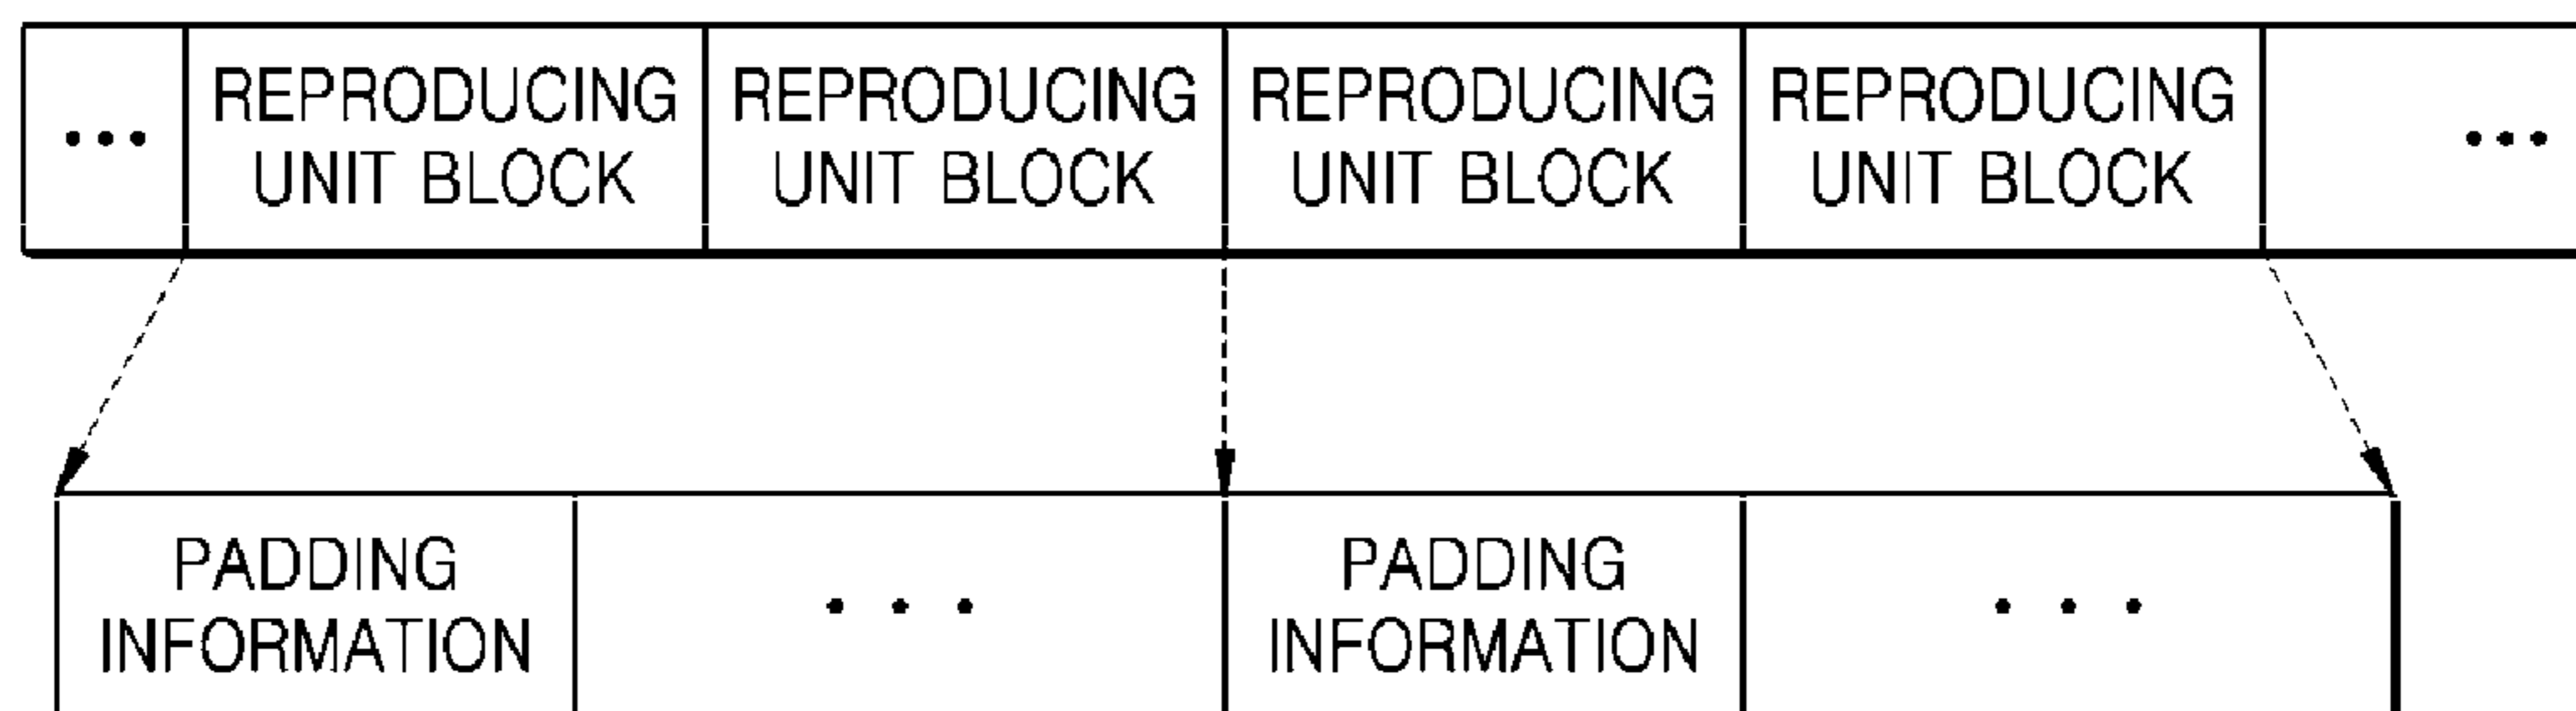 ... REPRODUCING REPRODUCING REPRODUCING REPRODUCING ...
UNIT BLOCK UNIT BLOCK UNIT BLOCK UNIT BLOCK
PADDING PADDING
INFORMATION ... INFORMATION ...